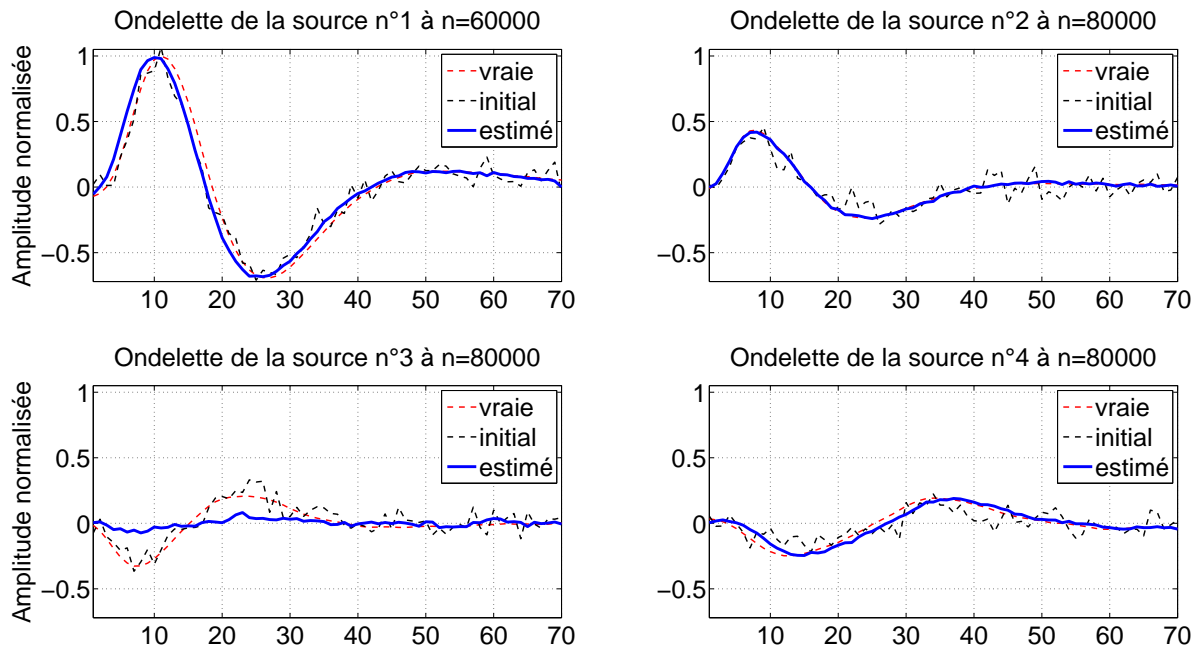 Ondelette de la source n°1 à n=60000
Amplitude normalisée
1
0.5
0
−0.5
vraie
initial
estimé
10 20 30 40 50 60 70
Ondelette de la source n°2 à n=80000
1
0.5
0
−0.5
vraie
initial
estimé
10 20 30 40 50 60 70
Ondelette de la source n°3 à n=80000
Amplitude normalisée
1
0.5
0
−0.5
vraie
initial
estimé
10 20 30 40 50 60 70
Ondelette de la source n°4 à n=80000
1
0.5
0
−0.5
vraie
initial
estimé
10 20 30 40 50 60 70